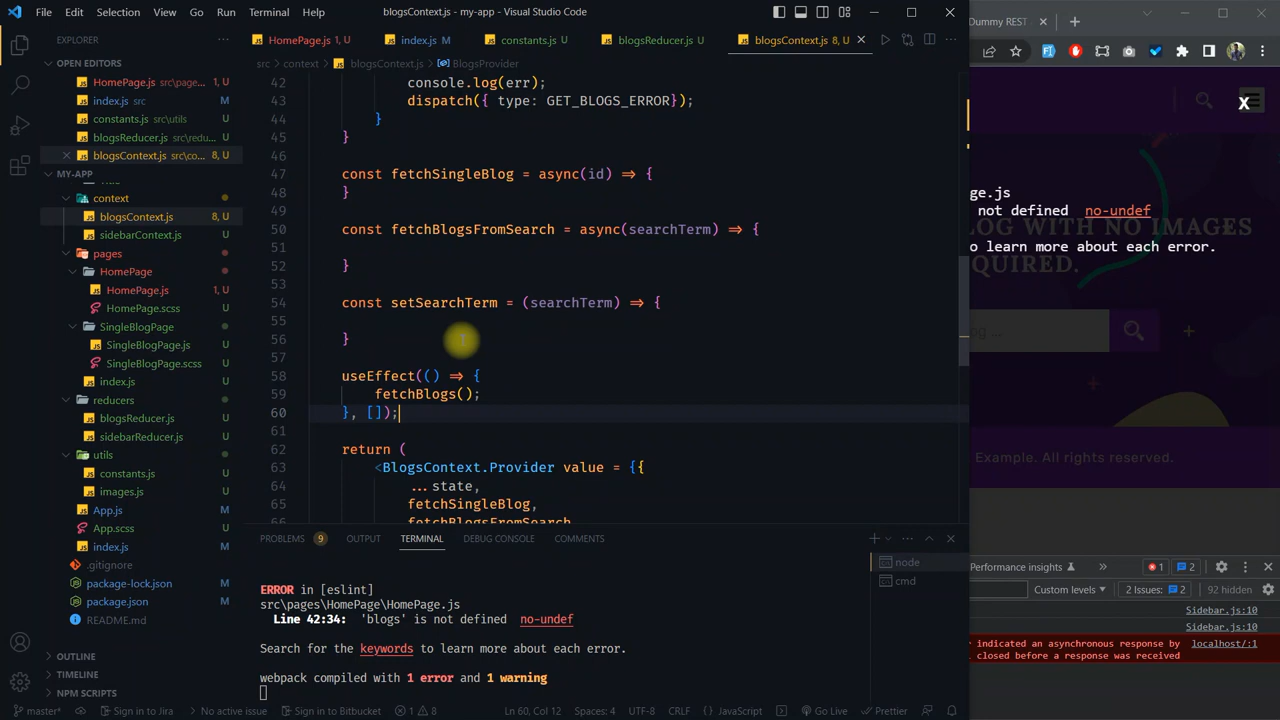 File Edit Selection View Go Run Terminal Help
blogsContext.js - my-app - Visual Studio Code
Dummy REST
EXPLORER
HomePage.js 1, U
index.js M
constants.js U
blogsReducer.js U
blogsContext.js 8, U
OPEN EDITORS
src > context > blogsContext.js > BlogsProvider
HomePage.js src\page... 1, U
index.js src M
constants.js src\utils U
blogsReducer.js src\redu... U
blogsContext.js src\co... 8, U
MY-APP
context
blogsContext.js 8, U
sidebarContext.js U
pages
HomePage
HomePage.js 1, U
HomePage.scss U
SingleBlogPage
SingleBlogPage.js U
SingleBlogPage.scss U
index.js U
reducers
blogsReducer.js U
sidebarReducer.js U
utils
constants.js U
images.js U
App.js U
App.scss U
index.js M
.gitignore
package-lock.json M
package.json M
README.md
OUTLINE
TIMELINE
NPM SCRIPTS
42 console.log(err);
43 dispatch({ type: GET_BLOGS_ERROR});
44 }
45 }
46
47 const fetchSingleBlog = async(id) => {
48 }
49
50 const fetchBlogsFromSearch = async(searchTerm) => {
51
52 }
53
54 const setSearchTerm = (searchTerm) => {
55
56 }
57
58 useEffect(() => {
59 fetchBlogs();
60 }, []);
61
62 return (
63 <BlogsContext.Provider value = {{
64 ...state,
65 fetchSingleBlog,
66 fetchBlogsFromSearch
PROBLEMS 9 OUTPUT TERMINAL DEBUG CONSOLE COMMENTS
node
cmd
ERROR in [eslint]
src\pages\HomePage\HomePage.js
Line 42:34: 'blogs' is not defined no-undef
Search for the keywords to learn more about each error.
webpack compiled with 1 error and 1 warning
master* Sign in to Jira No active issue Sign in to Bitbucket 1 8 Ln 60, Col 12 Spaces: 4 UTF-8 CRLF JavaScript Go Live Prettier
X
age.js
not defined no-undef
LOG WITH NO IMAGES
o learn more about each error.
QUIRED.
og ...
Example. All rights reserved.
Performance insights 1 2
Custom levels 2 Issues: 2 92 hidden
Sidebar.js:10
Sidebar.js:10
indicated an asynchronous response by localhost/:1
closed before a response was received